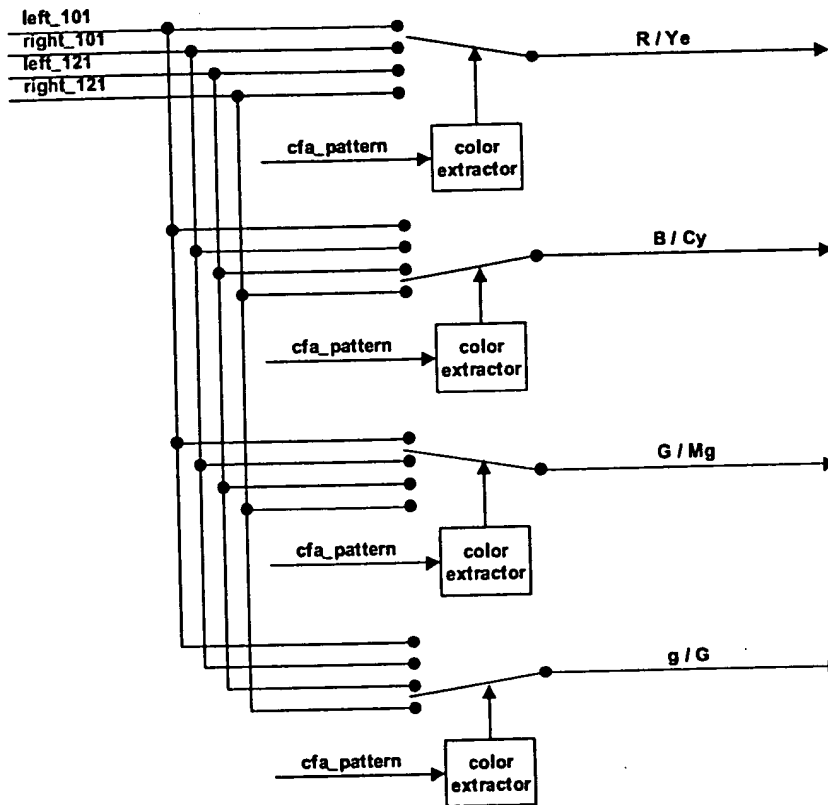 left_101
right_101
left_121
right_121
R / Ye
cfa_pattern
color
extractor
B / Cy
cfa_pattern
color
extractor
G / Mg
cfa_pattern
color
extractor
g / G
cfa_pattern
color
extractor